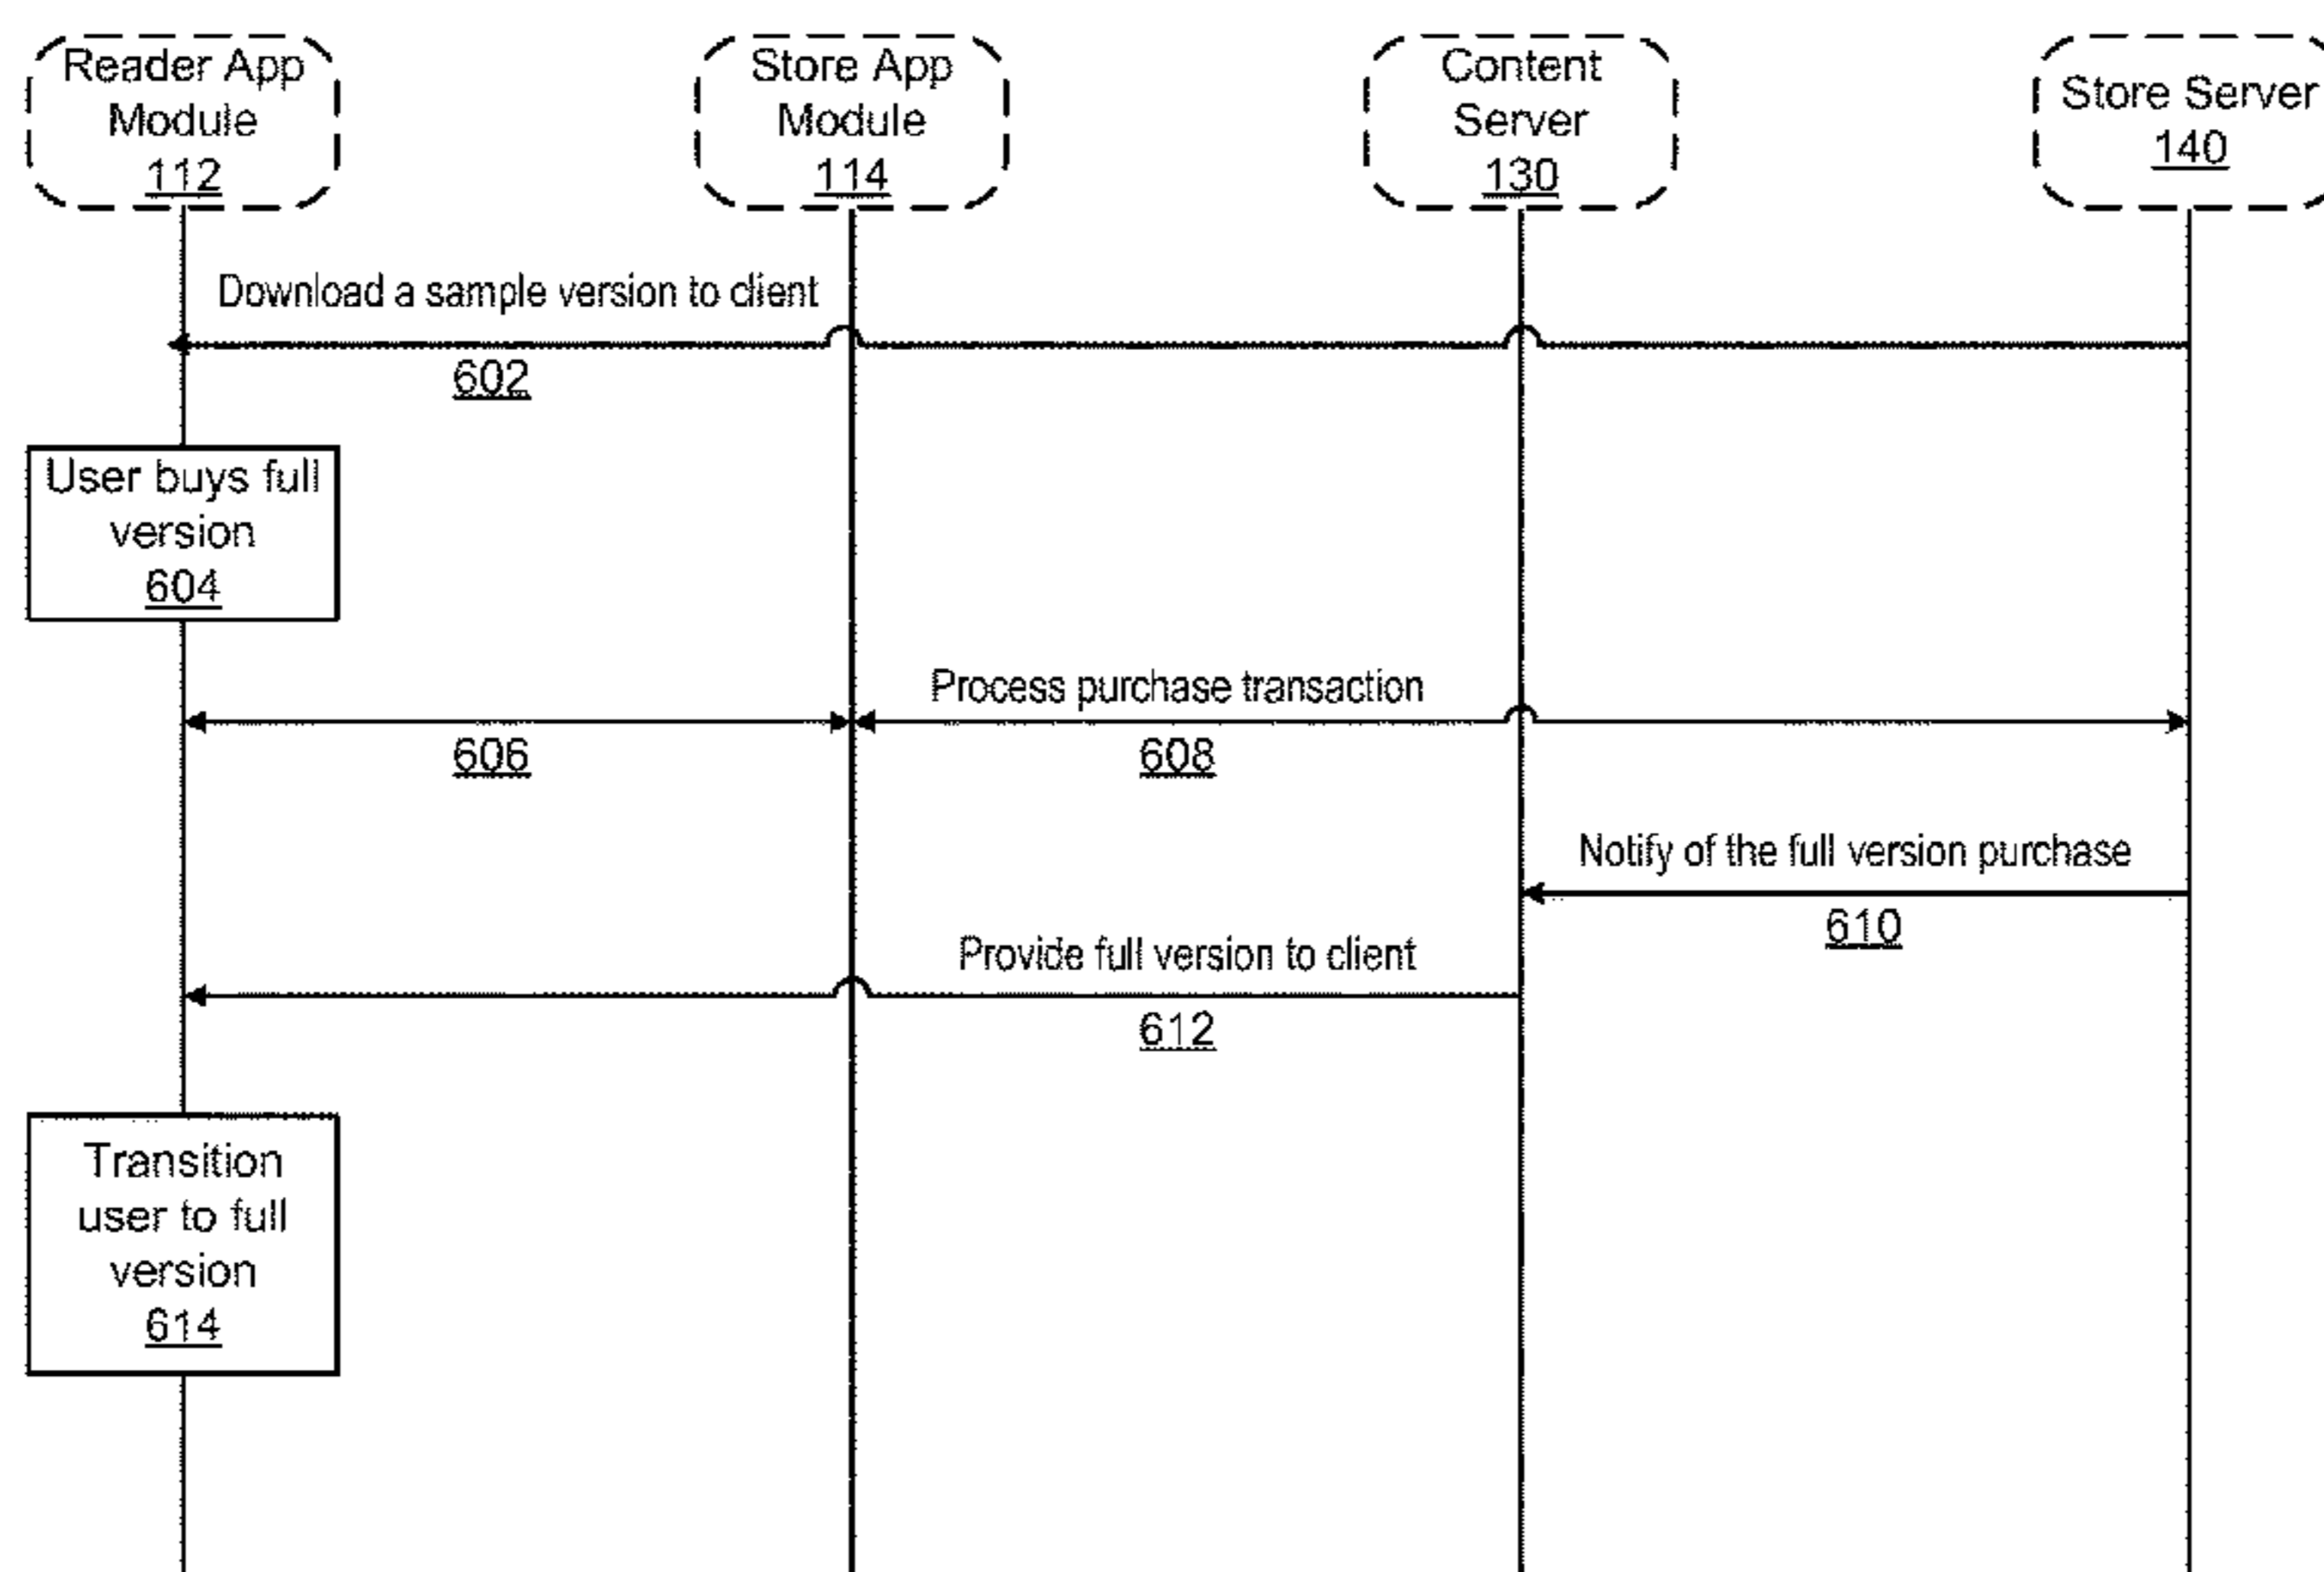 Reader App
Module
112
Store App
Module
114
Content
Server
130
Store Server
140
Download a sample version to client
602
User buys full
version
604
Process purchase transaction
606
608
Notify of the full version purchase
610
Provide full version to client
612
Transition
user to full
version
614